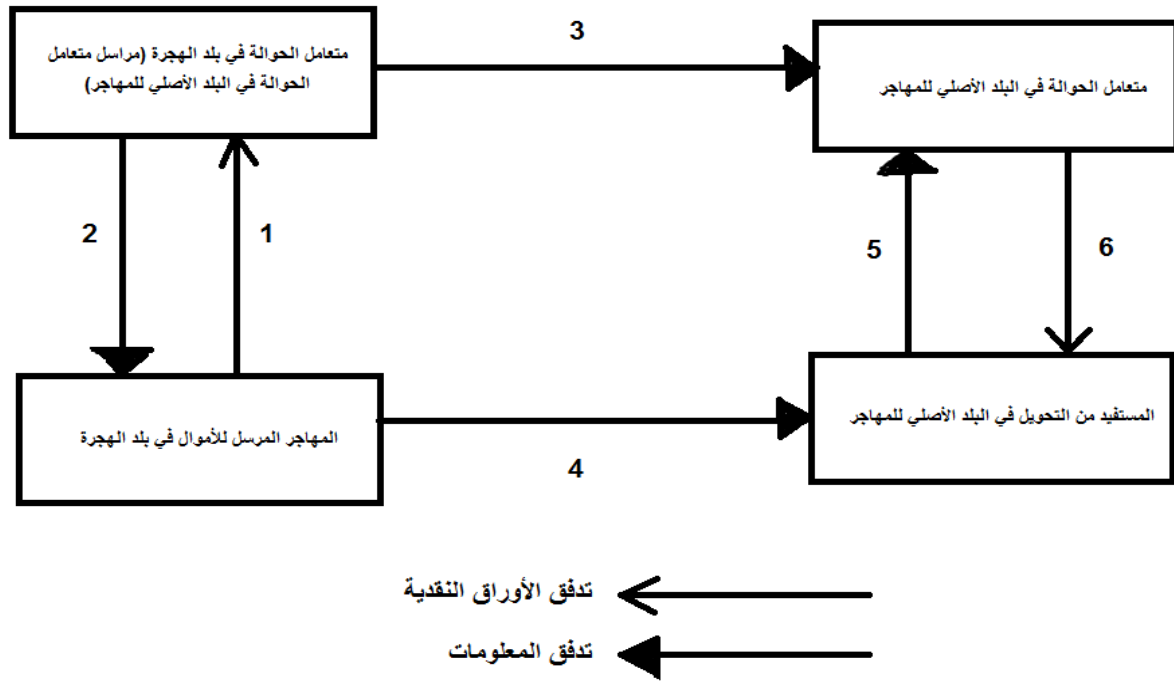 3
متعامل الحوالة في بلد الهجرة (مراسل متعامل
الحوالة في البلد الأصلي للمهاجر)
متعامل الحوالة في البلد الأصلي للمهاجر
2
1
5
6
المهاجر المرسل للأموال في بلد الهجرة
المستفيد من التحويل في البلد الأصلي للمهاجر
4
تدفق الأوراق النقدية
تدفق المعلومات